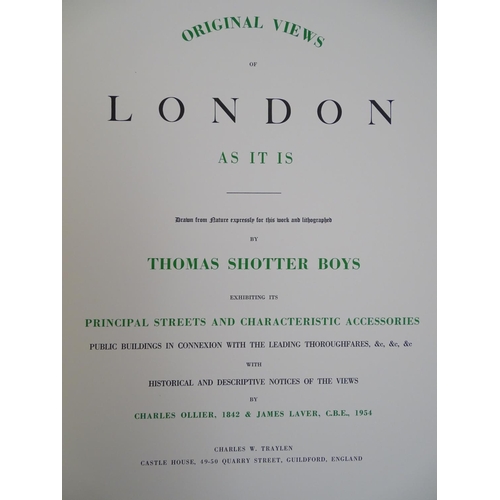 ORIGINAL VIEWS
OF
LONDON
AS IT IS
Drawn from Nature expressly for this work and lithographed
BY
THOMAS SHOTTER BOYS
EXHIBITING ITS
PRINCIPAL STREETS AND CHARACTERISTIC ACCESSORIES
PUBLIC BUILDINGS IN CONNEXION WITH THE LEADING THOROUGHFARES, &c, &c, &c
WITH
HISTORICAL AND DESCRIPTIVE NOTICES OF THE VIEWS
BY
CHARLES OLLIER, 1842 & JAMES LAVER, C.B.E., 1954
CHARLES W. TRAYLEN
CASTLE HOUSE, 49-50 QUARRY STREET, GUILDFORD, ENGLAND